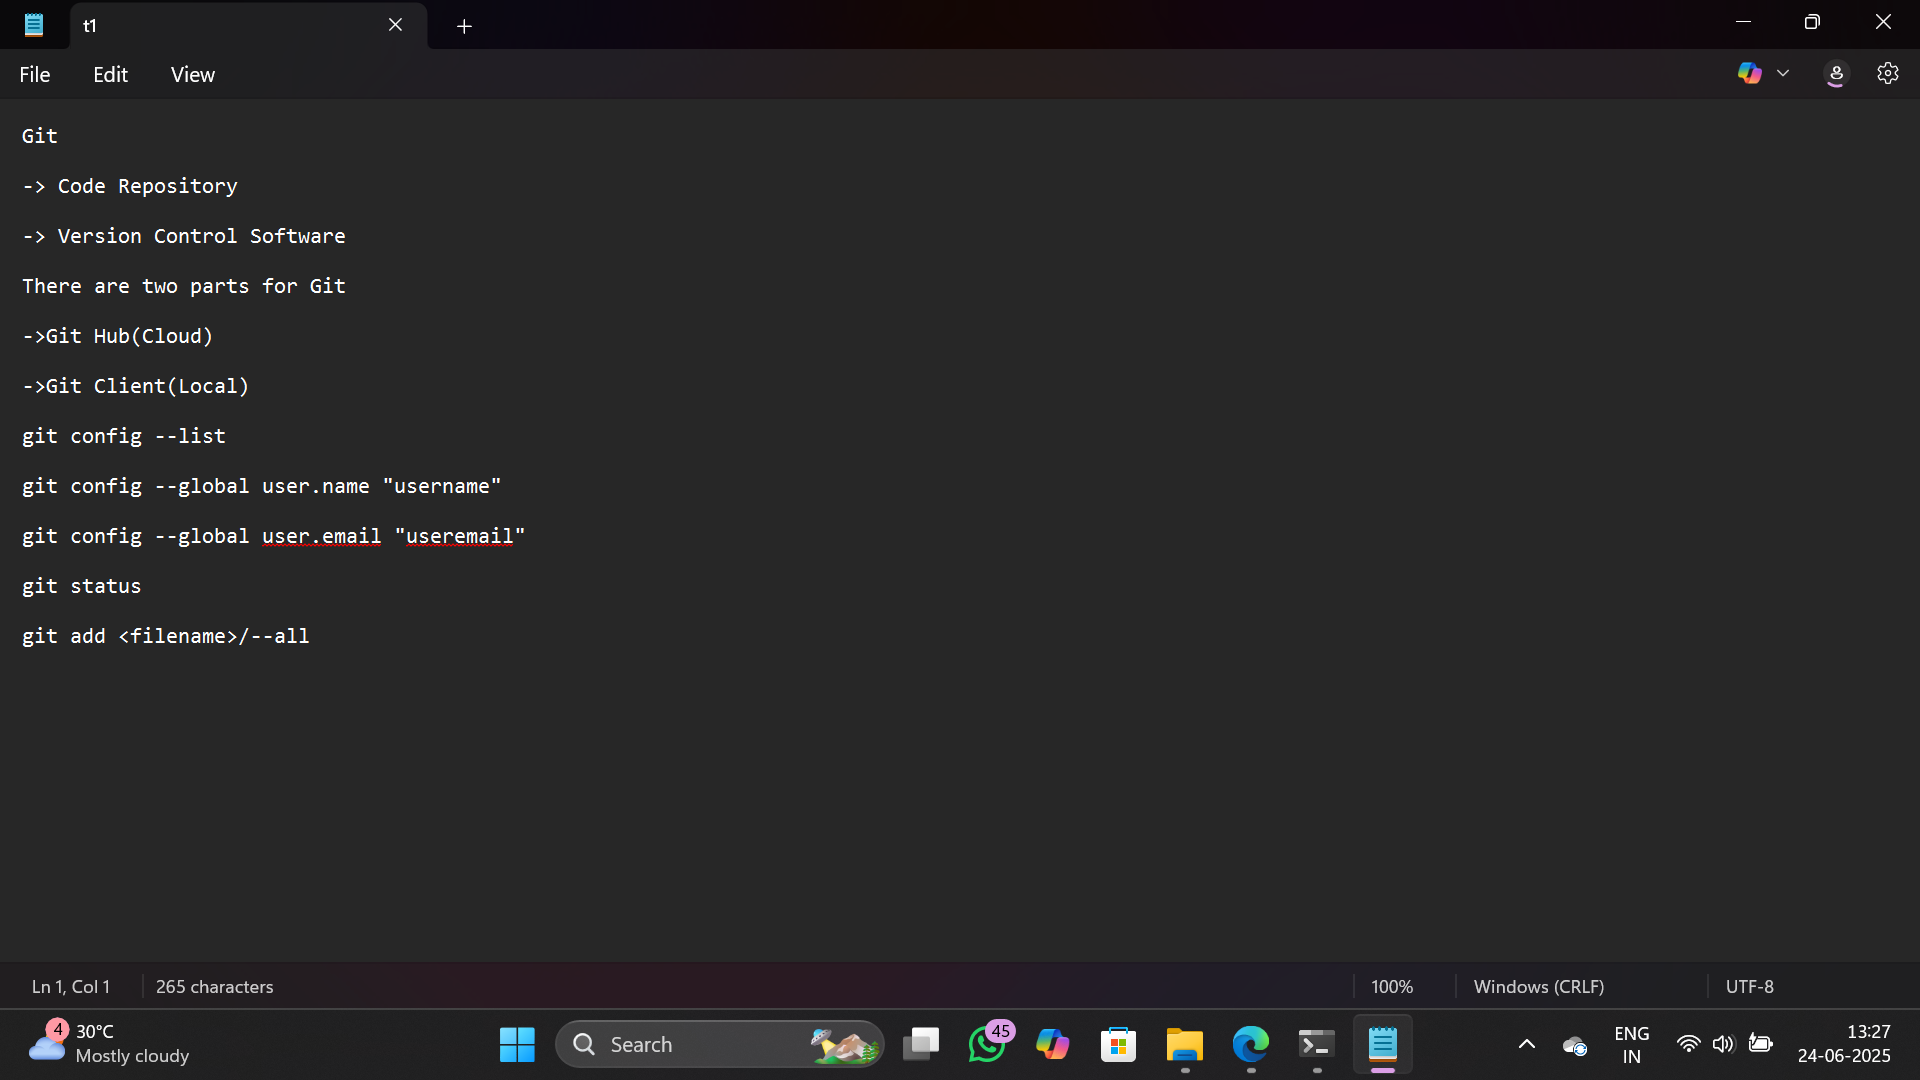 t1
File Edit View
Git
-> Code Repository
-> Version Control Software
There are two parts for Git
->Git Hub(Cloud)
->Git Client(Local)
git config --list
git config --global user.name "username"
git config --global user.email "useremail"
git status
git add <filename>/--all
Ln 1, Col 1 265 characters 100% Windows (CRLF) UTF-8
4 30°C
Mostly cloudy
Search
45
ENG
IN
13:27
24-06-2025